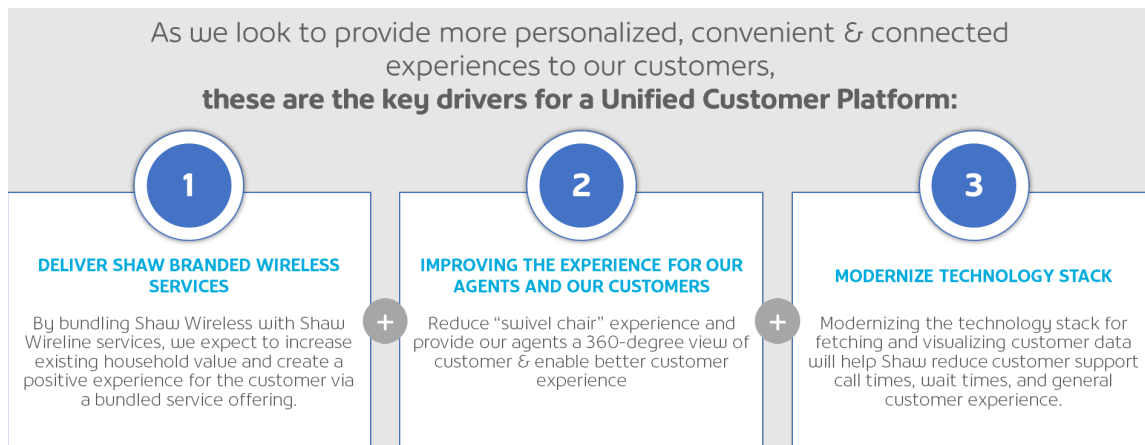 As we look to provide more personalized, convenient & connected
experiences to our customers,
these are the key drivers for a Unified Customer Platform:
1
DELIVER SHAW BRANDED WIRELESS
SERVICES
By bundling Shaw Wireless with Shaw
Wireline services, we expect to increase
existing household value and create a
positive experience for the customer via
a bundled service offering.
+
2
IMPROVING THE EXPERIENCE FOR OUR
AGENTS AND OUR CUSTOMERS
Reduce “swivel chair” experience and
provide our agents a 360-degree view of
customer & enable better customer
experience
+
3
MODERNIZE TECHNOLOGY STACK
Modernizing the technology stack for
fetching and visualizing customer data
will help Shaw reduce customer support
call times, wait times, and general
customer experience.